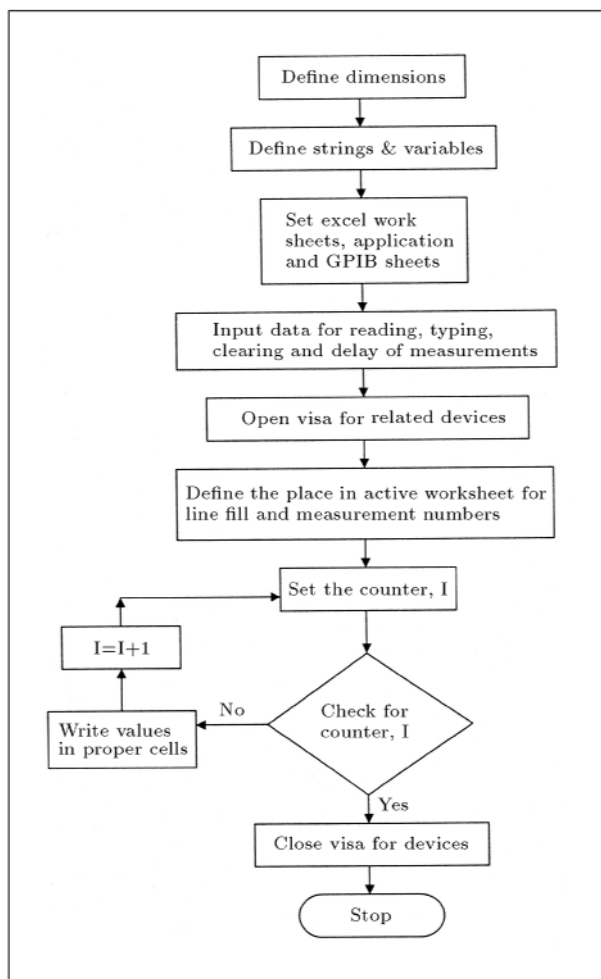 Define dimensions
Define strings & variables
Set excel work
sheets, application
and GPIB sheets
Input data for reading, typing,
clearing and delay of measurements
Open visa for related devices
Define the place in active worksheet for
line fill and measurement numbers
Set the counter, I
I=I+1
Check for
counter, I
No
Write values
in proper cells
Yes
Close visa for devices
Stop